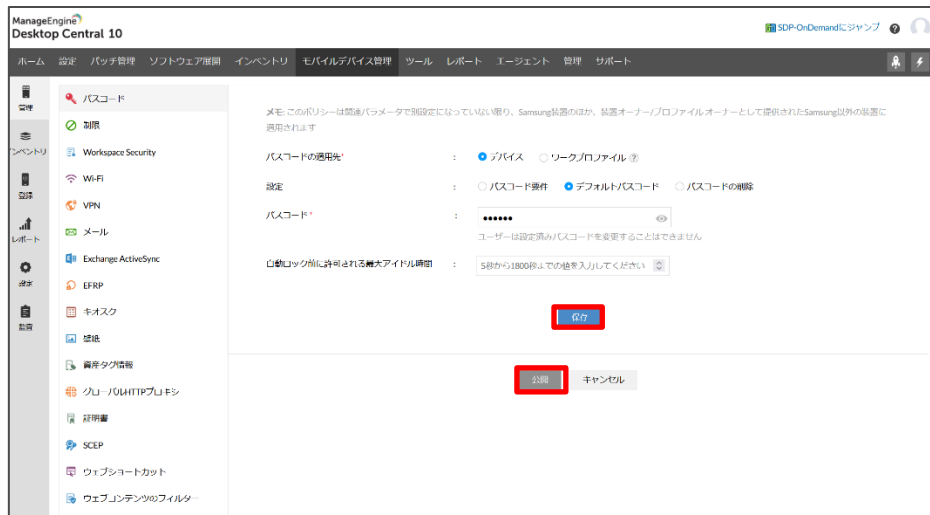 ManageEngine
Desktop Central 10
SDP-OnDemandにジャンプ
ホーム 設定 パッチ管理 ソフトウェア展開 インベントリ モバイルデバイス管理 ツール レポート エージェント 管理 サポート
管理
インベントリ
登録
レポート
設定
監査
パスコード
制限
Workspace Security
Wi-Fi
VPN
メール
Exchange ActiveSync
EFRP
キオスク
壁紙
資産タグ情報
グローバルHTTPプロキシ
証明書
SCEP
ウェブショートカット
ウェブコンテンツのフィルター
メモ: このポリシーは関連パラメータで別設定になっていない限り、Samsung装置のほか、装置オーナー/プロファイルオーナーとして提供されたSamsung以外の装置に
適用されます
パスコードの適用先* : デバイス ワークプロファイル
設定 : パスコード要件 デフォルトパスコード パスコードの削除
パスコード* : ••••••
ユーザーは設定済みパスコードを変更することはできません
自動ロック前に許可される最大アイドル時間 : 5秒から1800秒までの値を入力してください
保存
公開 キャンセル